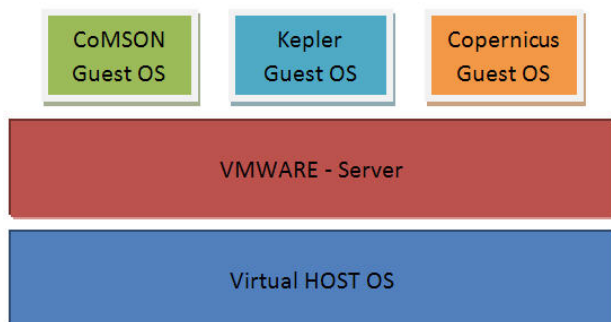 CoMSON
Guest OS
Kepler
Guest OS
Copernicus
Guest OS
VMWARE - Server
Virtual HOST OS